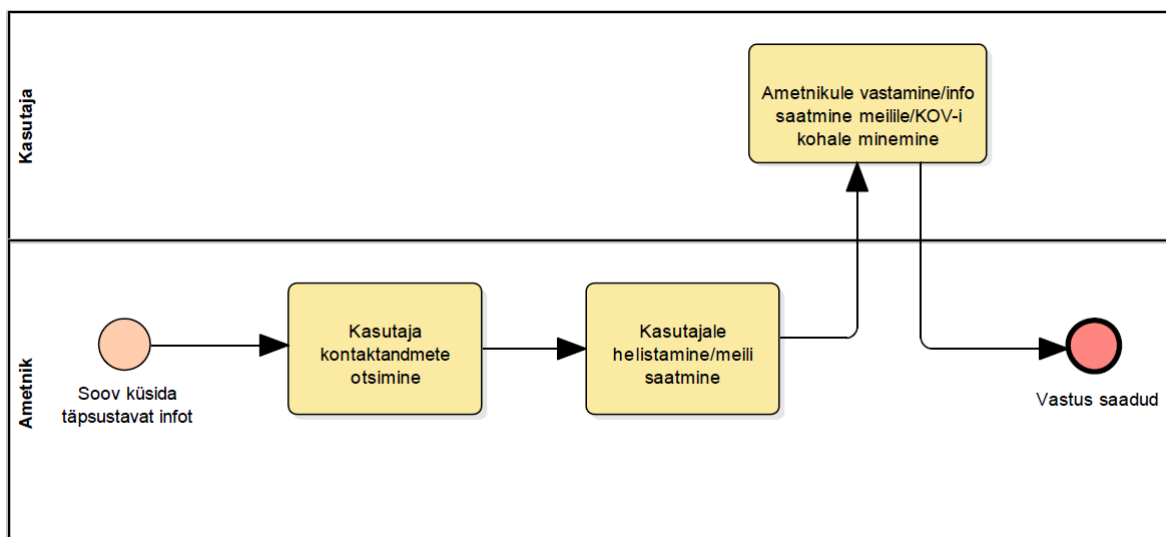 Kasutaja
Ametnikule vastamine/info
saatmine meilile/KOV-i
kohale minemine
Ametnik
Soov küsida
täpsustavat infot
Kasutaja
kontaktandmete
otsimine
Kasutajale
helistamine/meili
saatmine
Vastus saadud